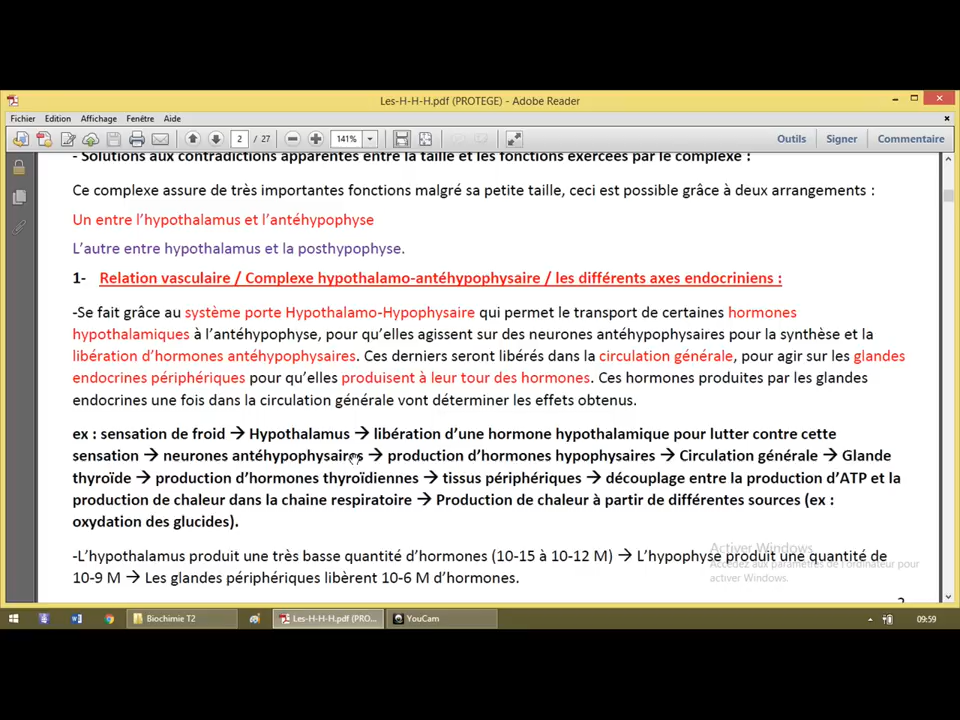 Les-H-H-H.pdf (PROTEGE) - Adobe Reader
Fichier Edition Affichage Fenêtre Aide
2 / 27 141% Outils Signer Commentaire
- Solutions aux contradictions apparentes entre la taille et les fonctions exercées par le complexe :
Ce complexe assure de très importantes fonctions malgré sa petite taille, ceci est possible grâce à deux arrangements :
Un entre l'hypothalamus et l'antéhypophyse
L'autre entre hypothalamus et la posthypophyse.
1- Relation vasculaire / Complexe hypothalamo-antéhypophysaire / les différents axes endocriniens :
-Se fait grâce au système porte Hypothalamo-Hypophysaire qui permet le transport de certaines hormones
hypothalamiques à l'antéhypophyse, pour qu'elles agissent sur des neurones antéhypophysaires pour la synthèse et la
libération d'hormones antéhypophysaires. Ces derniers seront libérés dans la circulation générale, pour agir sur les glandes
endocrines périphériques pour qu'elles produisent à leur tour des hormones. Ces hormones produites par les glandes
endocrines une fois dans la circulation générale vont déterminer les effets obtenus.
ex : sensation de froid → Hypothalamus → libération d'une hormone hypothalamique pour lutter contre cette
sensation → neurones antéhypophysaires → production d'hormones hypophysaires → Circulation générale → Glande
thyroïde → production d'hormones thyroïdiennes → tissus périphériques → découplage entre la production d'ATP et la
production de chaleur dans la chaine respiratoire → Production de chaleur à partir de différentes sources (ex :
oxydation des glucides).
-L'hypothalamus produit une très basse quantité d'hormones (10-15 à 10-12 M) → L'hypophyse produit une quantité de
10-9 M → Les glandes périphériques libèrent 10-6 M d'hormones.
Activer Windows
Accédez aux paramètres de l'ordinateur pour
activer Windows.
Biochimie T2 Les-H-H-H.pdf (PRO... YouCam 09:59